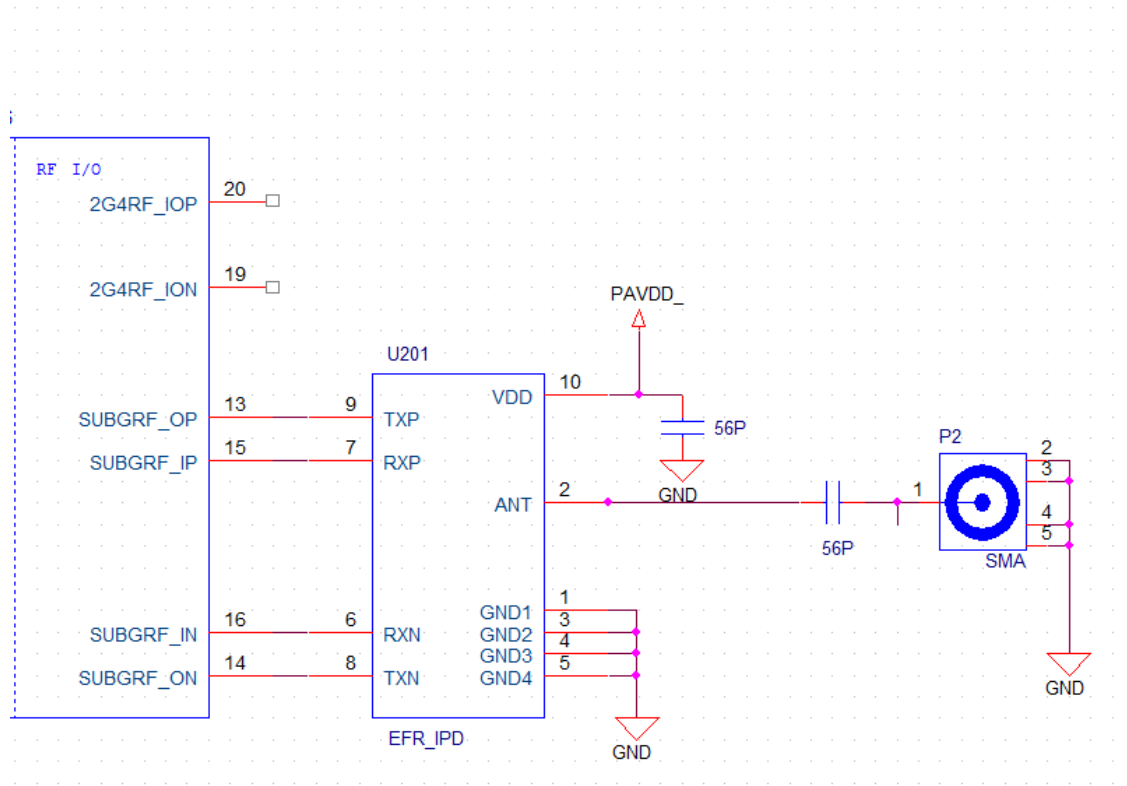 RF I/O
20
2G4RF_IOP
19
2G4RF_ION
PAVDD_
U201
VDD
10
13
9
SUBGRF_OP
TXP
56P
15
7
SUBGRF_IP
RXP
P2
2
3
GND
2
ANT
1
4
5
56P
SMA
16
6
SUBGRF_IN
RXN
14
8
SUBGRF_ON
TXN
GND1
1
GND2
3
GND3
4
GND4
5
GND
EFR_IPD
GND